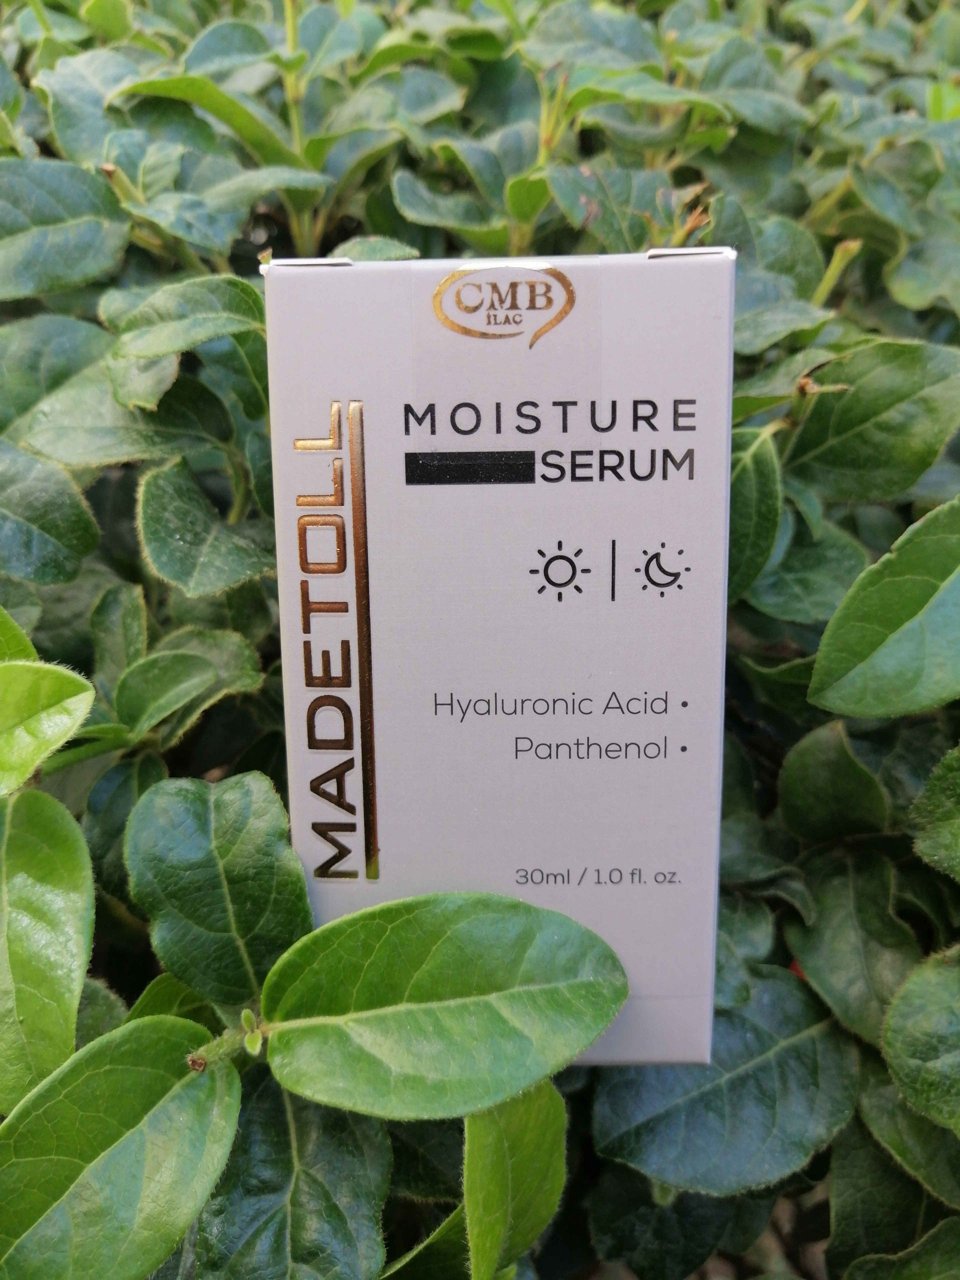 CMB
İLAÇ
MADETOLL
MOISTURE
SERUM
Hyaluronic Acid •
Panthenol •
30ml / 1.0 fl. oz.